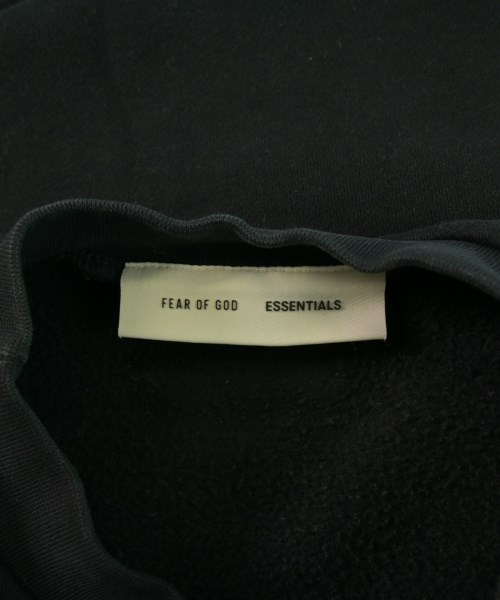 FEAR OF GOD ESSENTIALS